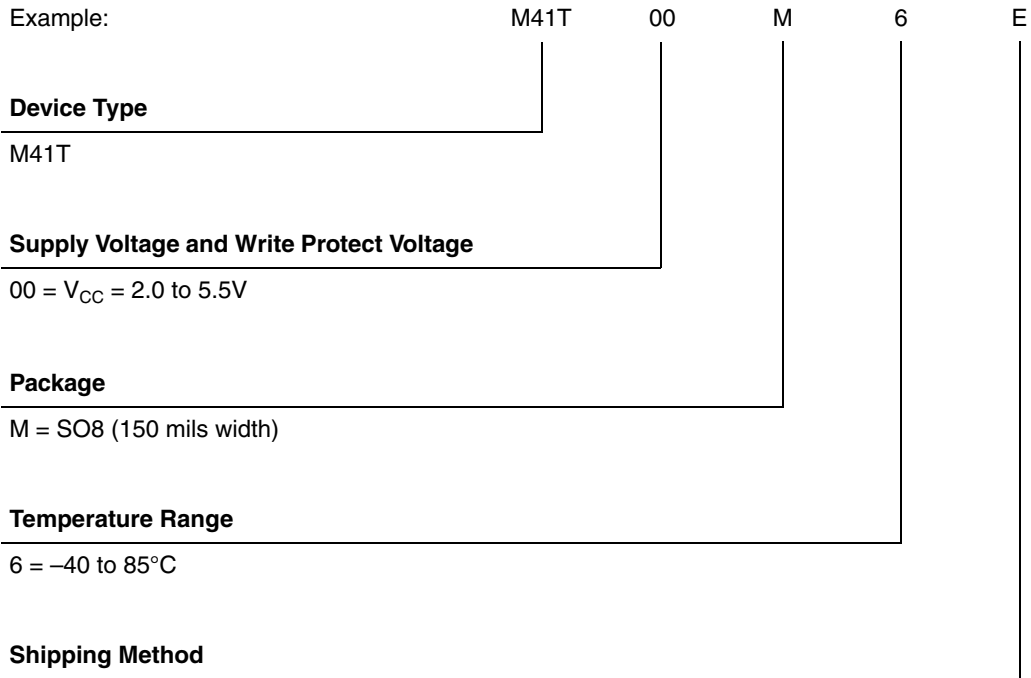 Example: M41T 00 M 6 E
Device Type
M41T
Supply Voltage and Write Protect Voltage
00 = VCC = 2.0 to 5.5V
Package
M = SO8 (150 mils width)
Temperature Range
6 = –40 to 85°C
Shipping Method